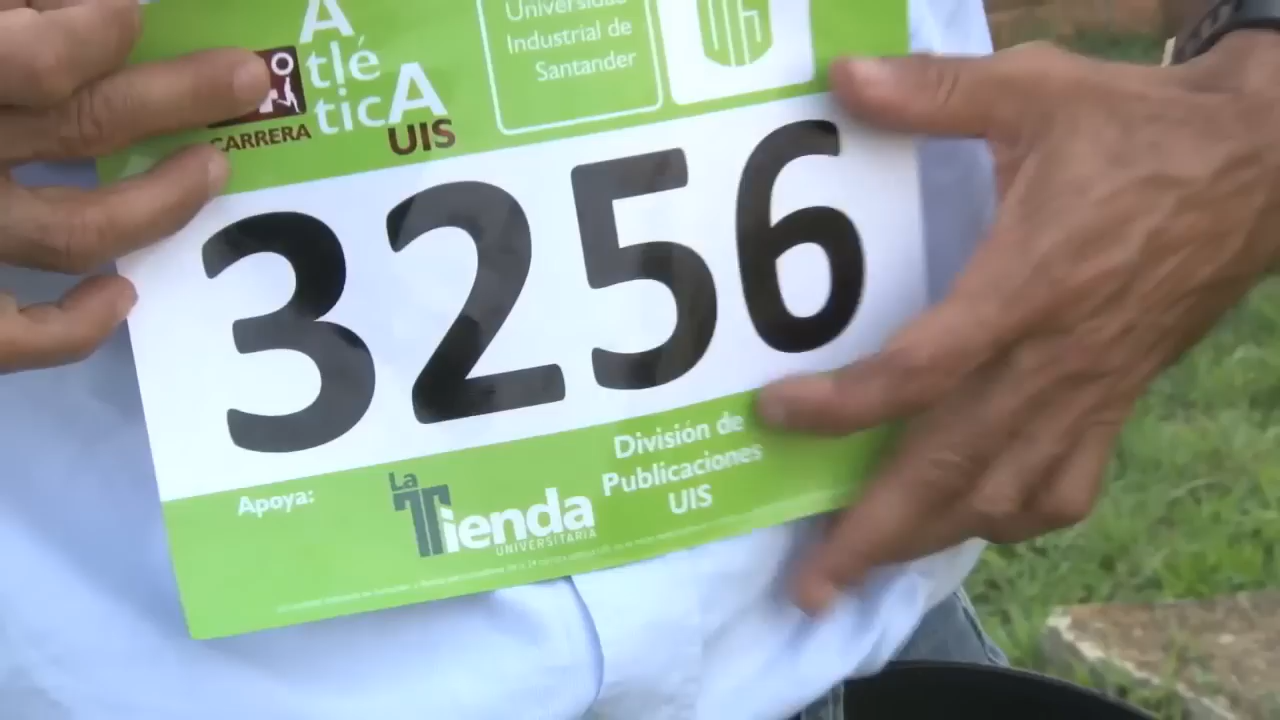 A
tlé
ticA
CARRERA
UIS
Universidad
Industrial de
Santander
3256
Apoya:
La
Tienda
UNIVERSITARIA
División de
Publicaciones
UIS